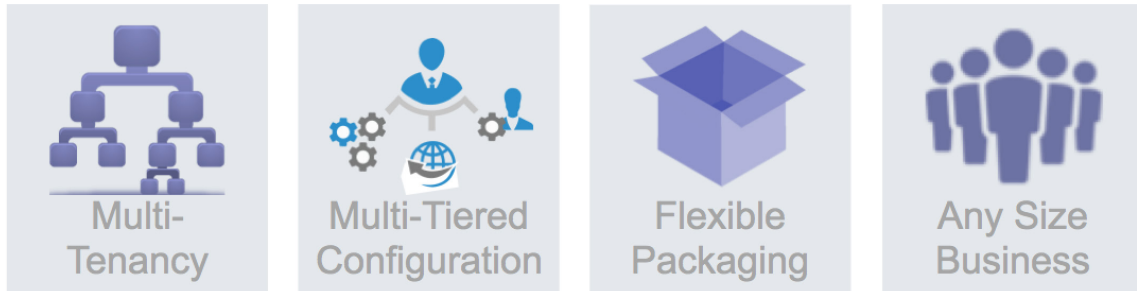 Multi-
Tenancy
Multi-Tiered
Configuration
Flexible
Packaging
Any Size
Business